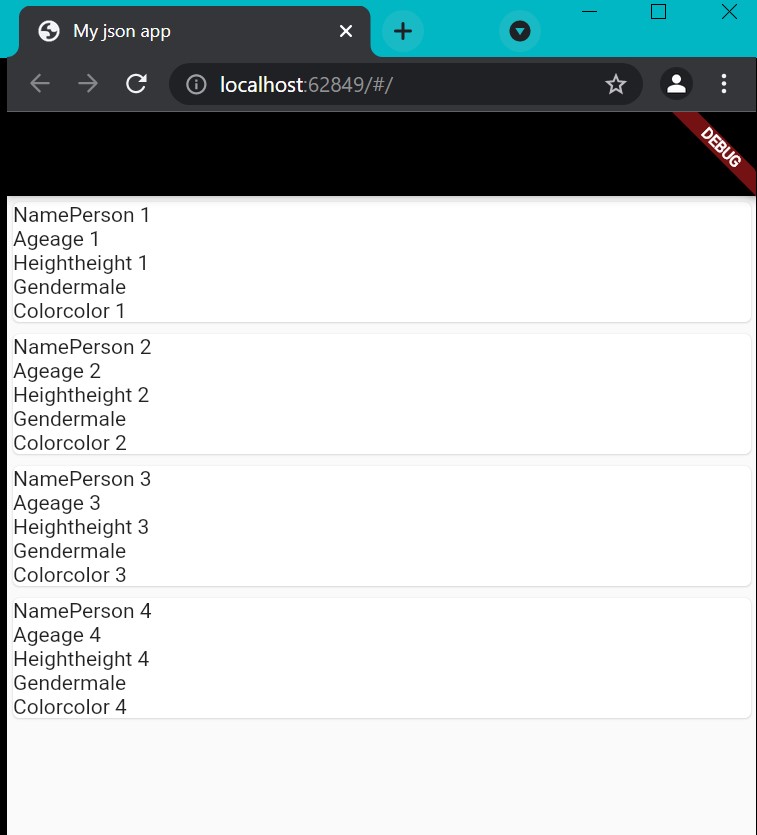 My json app
localhost:62849/#/
DEBUG
NamePerson 1
Ageage 1
Heightheight 1
Gendermale
Colorcolor 1
NamePerson 2
Ageage 2
Heightheight 2
Gendermale
Colorcolor 2
NamePerson 3
Ageage 3
Heightheight 3
Gendermale
Colorcolor 3
NamePerson 4
Ageage 4
Heightheight 4
Gendermale
Colorcolor 4